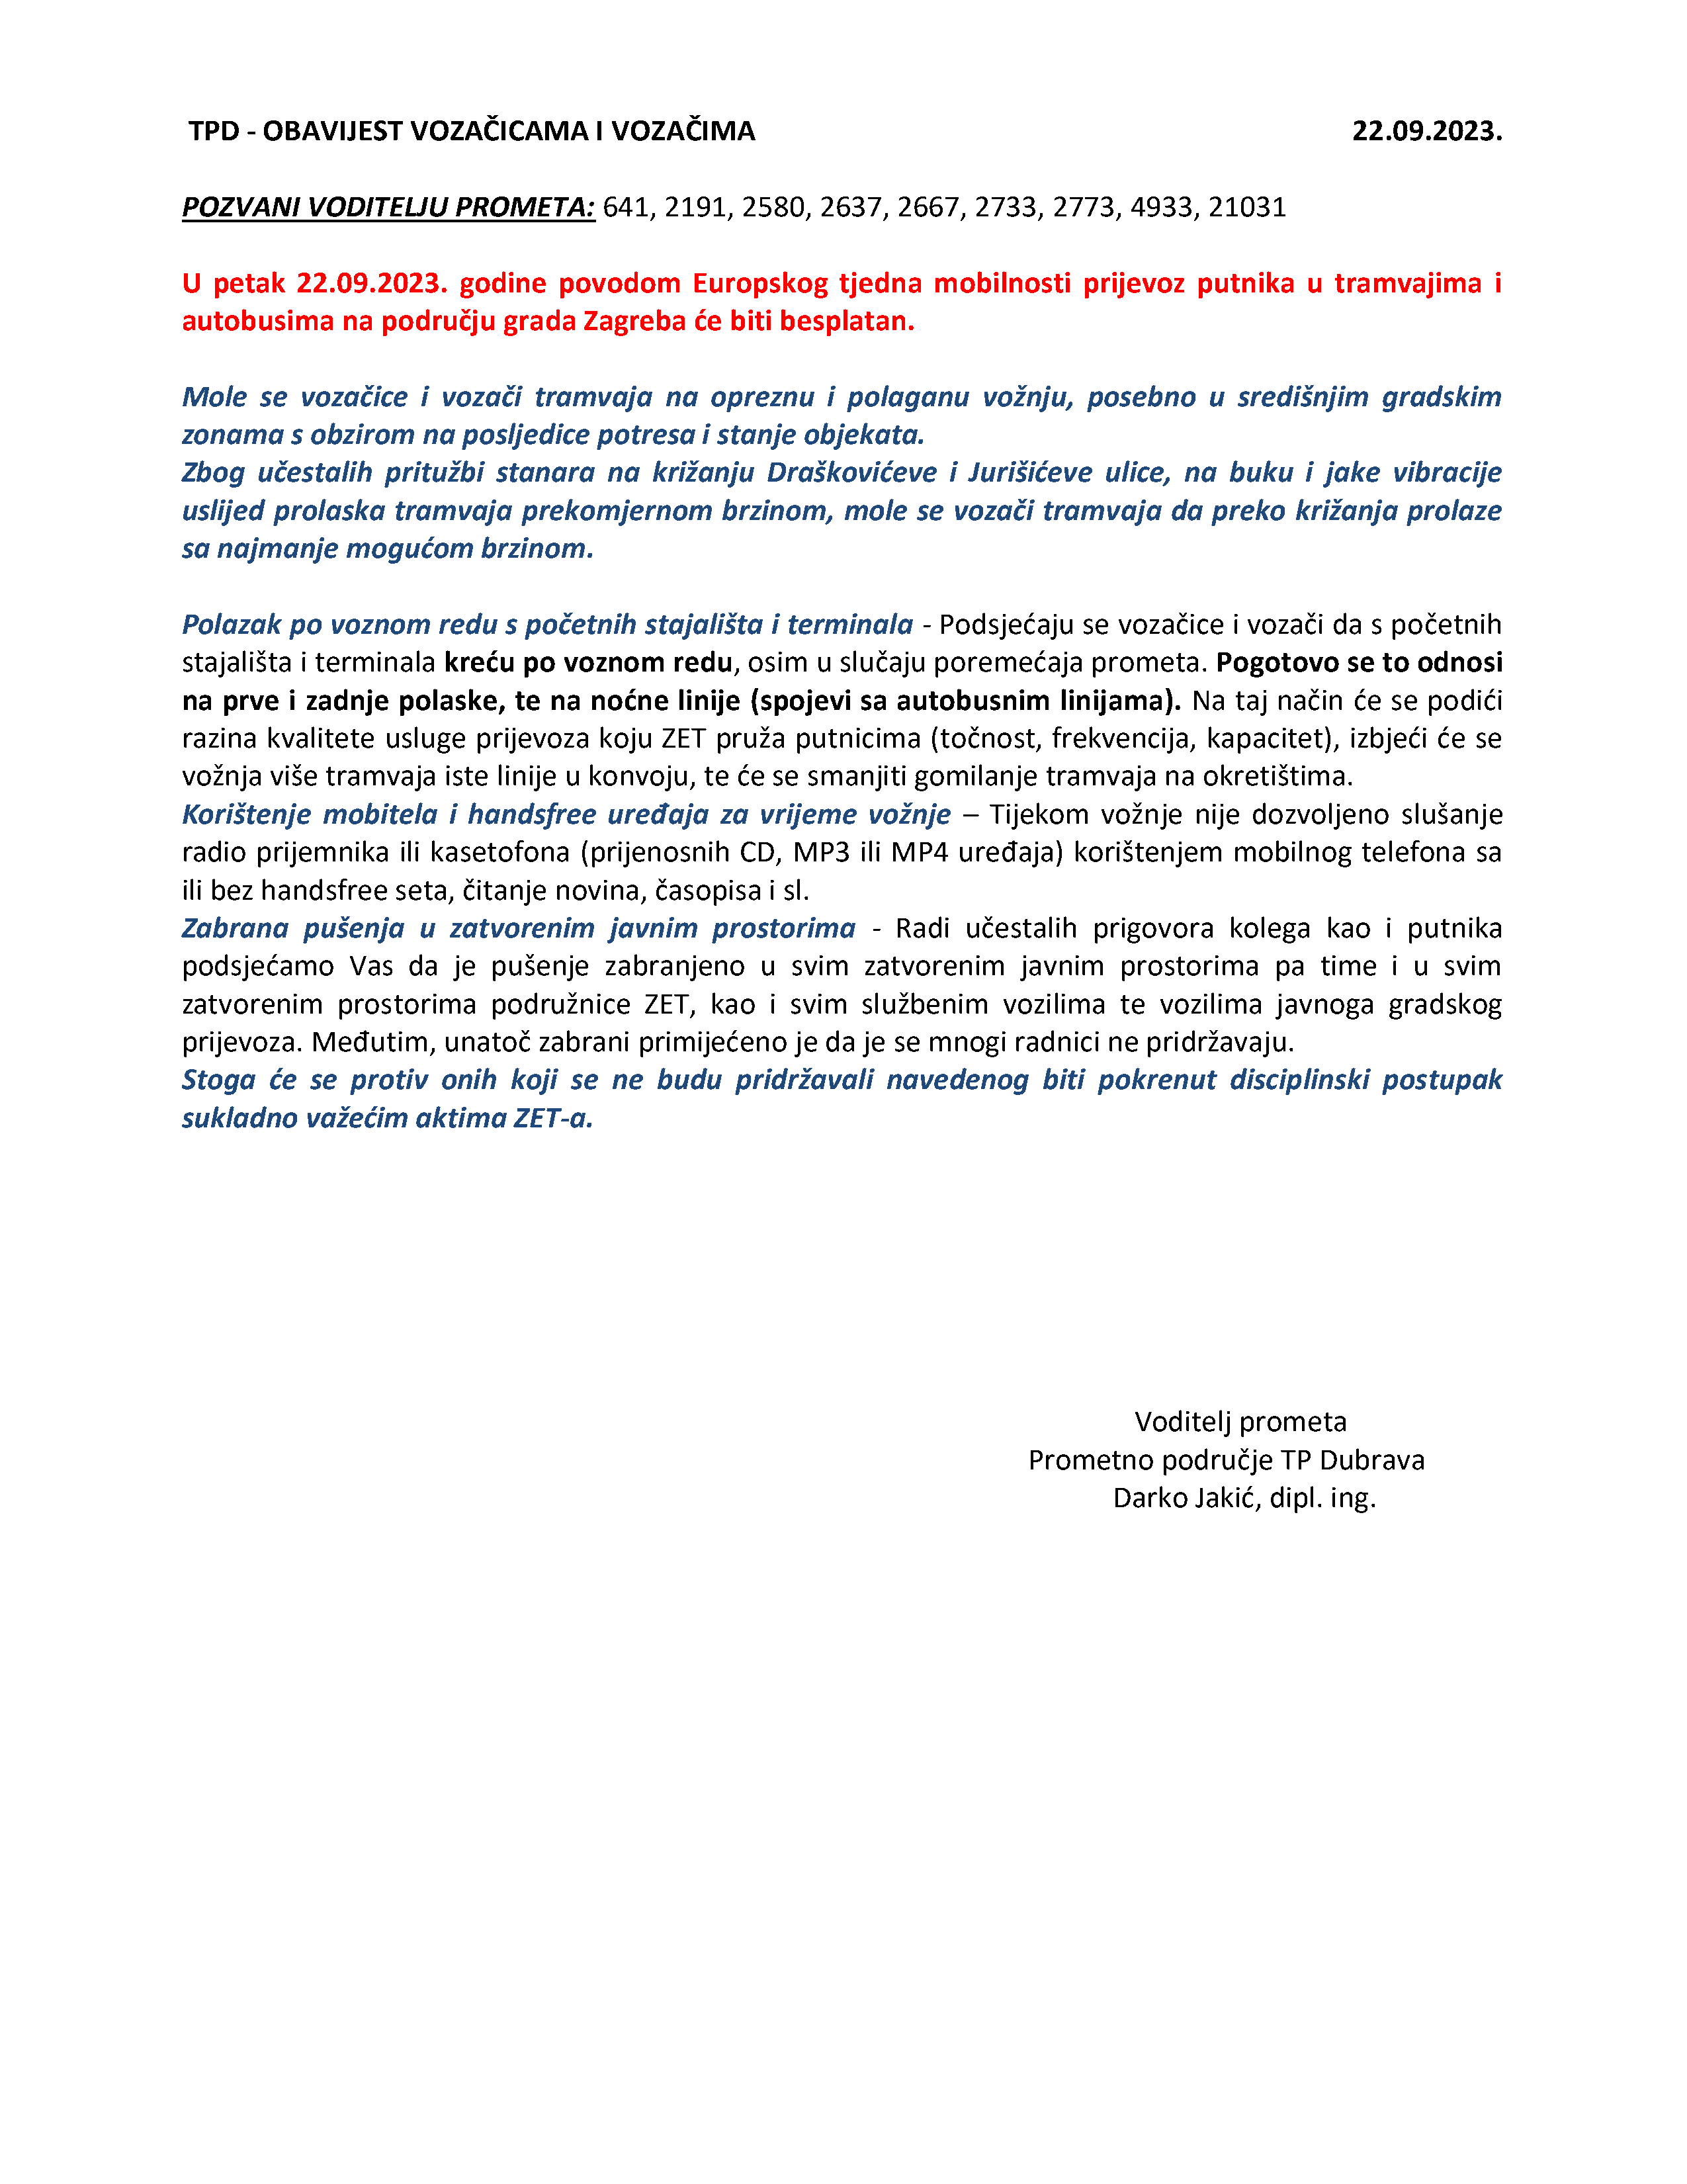 TPD - OBAVIJEST VOZAČICAMA I VOZAČIMA 22.09.2023.
POZVANI VODITELJU PROMETA: 641, 2191, 2580, 2637, 2667, 2733, 2773, 4933, 21031
U petak 22.09.2023. godine povodom Europskog tjedna mobilnosti prijevoz putnika u tramvajima i
autobusima na području grada Zagreba će biti besplatan.
Mole se vozačice i vozači tramvaja na opreznu i polaganu vožnju, posebno u središnjim gradskim
zonama s obzirom na posljedice potresa i stanje objekata.
Zbog učestalih pritužbi stanara na križanju Draškovićeve i Jurišićeve ulice, na buku i jake vibracije
uslijed prolaska tramvaja prekomjernom brzinom, mole se vozači tramvaja da preko križanja prolaze
sa najmanje mogućom brzinom.
Polazak po voznom redu s početnih stajališta i terminala - Podsjećaju se vozačice i vozači da s početnih
stajališta i terminala kreću po voznom redu, osim u slučaju poremećaja prometa. Pogotovo se to odnosi
na prve i zadnje polaske, te na noćne linije (spojevi sa autobusnim linijama). Na taj način će se podići
razina kvalitete usluge prijevoza koju ZET pruža putnicima (točnost, frekvencija, kapacitet), izbjeći će se
vožnja više tramvaja iste linije u konvoju, te će se smanjiti gomilanje tramvaja na okretištima.
Korištenje mobitela i handsfree uređaja za vrijeme vožnje – Tijekom vožnje nije dozvoljeno slušanje
radio prijemnika ili kasetofona (prijenosnih CD, MP3 ili MP4 uređaja) korištenjem mobilnog telefona sa
ili bez handsfree seta, čitanje novina, časopisa i sl.
Zabrana pušenja u zatvorenim javnim prostorima - Radi učestalih prigovora kolega kao i putnika
podsjećamo Vas da je pušenje zabranjeno u svim zatvorenim javnim prostorima pa time i u svim
zatvorenim prostorima podružnice ZET, kao i svim službenim vozilima te vozilima javnoga gradskog
prijevoza. Međutim, unatoč zabrani primijećeno je da je se mnogi radnici ne pridržavaju.
Stoga će se protiv onih koji se ne budu pridržavali navedenog biti pokrenut disciplinski postupak
sukladno važećim aktima ZET-a.
Voditelj prometa
Prometno područje TP Dubrava
Darko Jakić, dipl. ing.